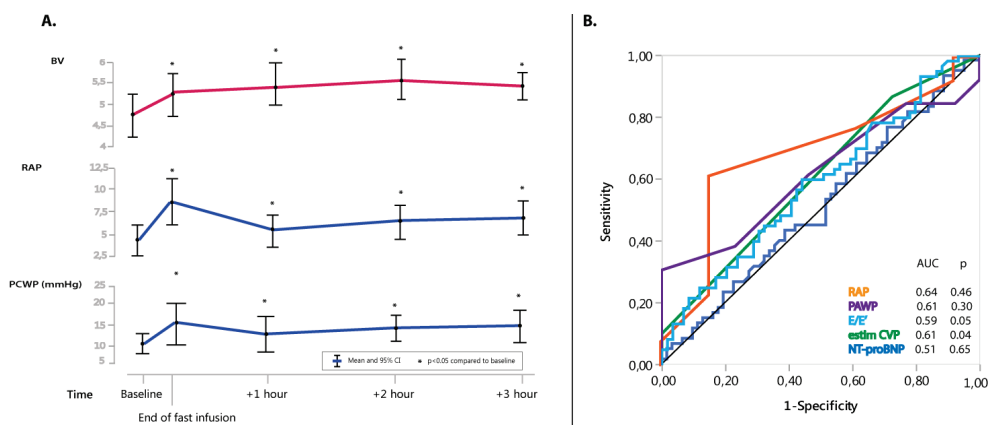 A.
BV
6
5,5
5
4,5
4
*
*
*
*
RAP
12,5
10
7,5
5
2,5
*
*
*
*
PCWP (mmHg)
25
20
15
10
5
*
*
*
*
Mean and 95% CI * p<0.05 compared to baseline
Time Baseline +1 hour +2 hour +3 hour
End of fast infusion
B.
Sensitivity
1,00
0,80
0,60
0,40
0,20
0,00
AUC p
RAP 0.64 0.46
PAWP 0.61 0.30
E/E' 0.59 0.05
estim CVP 0.61 0.04
NT-proBNP 0.51 0.65
0,00 0,20 0,40 0,60 0,80 1,00
1-Specificity